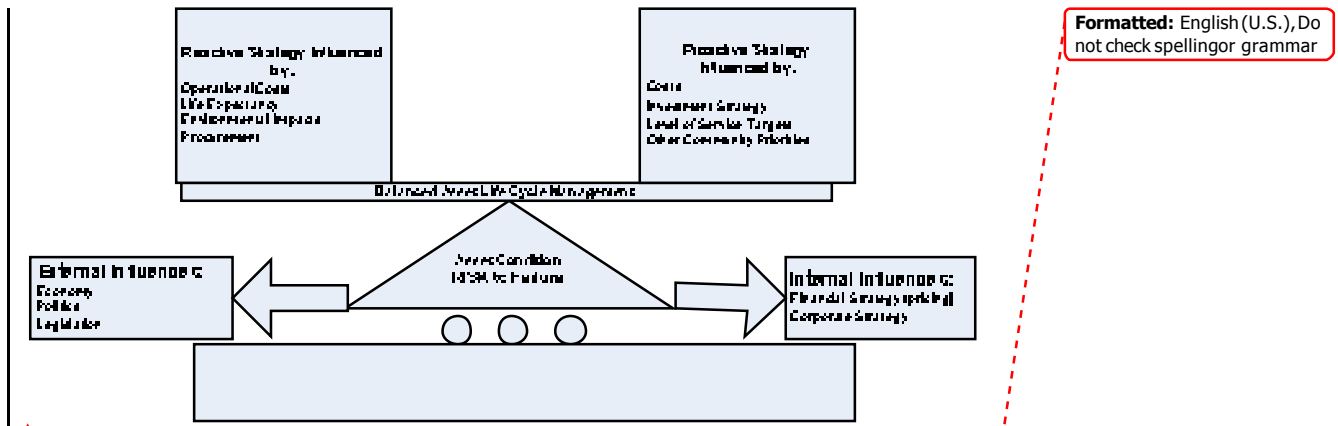 Reactive Strategy Influenced
by:
Operational Costs
Life Expectancy
Environmental Impacts
Procurement
Proactive Strategy
Influenced by:
Costs
Investment Strategy
Level of Service Targets
Other Community Priorities
Balanced Asset Life Cycle Management
Asset Condition
RISK to Failure
External Influences:
Economy
Politics
Legislation
Internal Influences:
Financial Strategy (pricing)
Corporate Strategy
Formatted: English (U.S.), Do
not check spellingor grammar